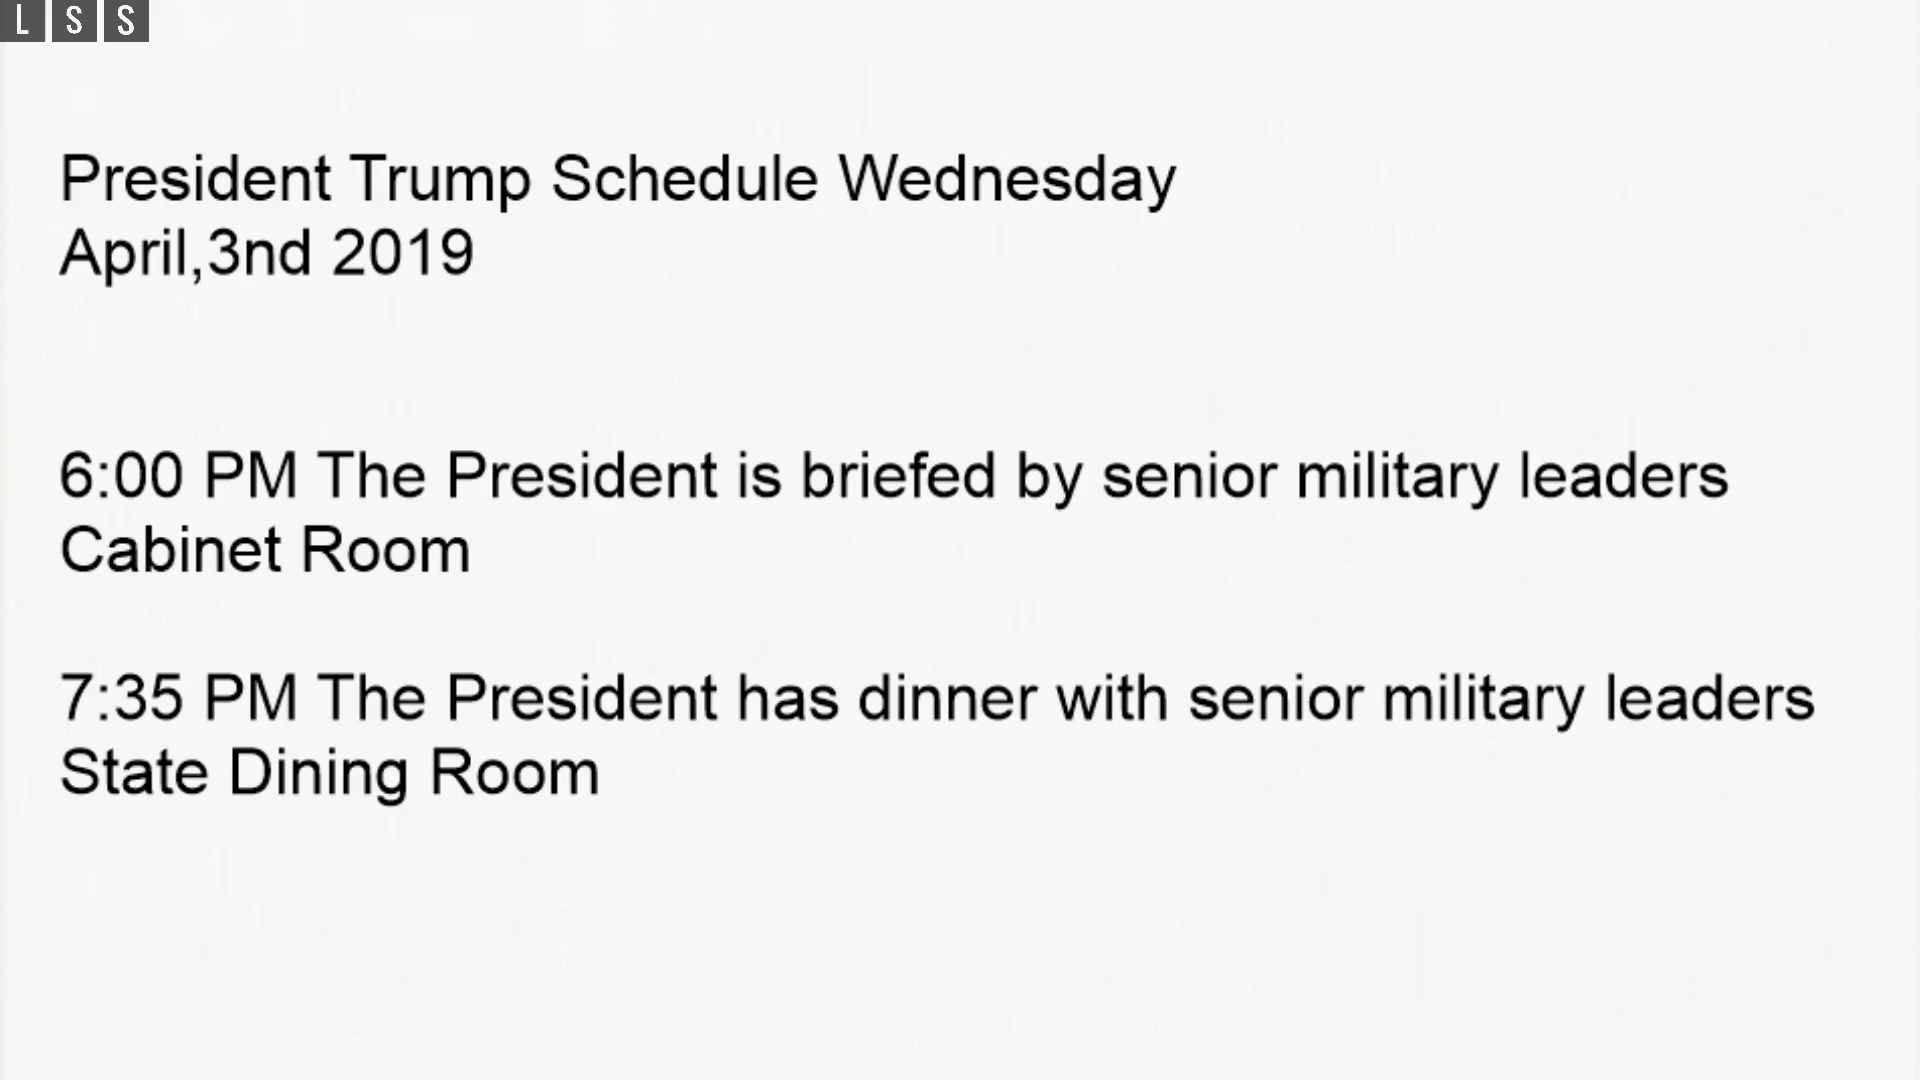 LSS
President Trump Schedule Wednesday
April,3nd 2019
6:00 PM The President is briefed by senior military leaders
Cabinet Room
7:35 PM The President has dinner with senior military leaders
State Dining Room